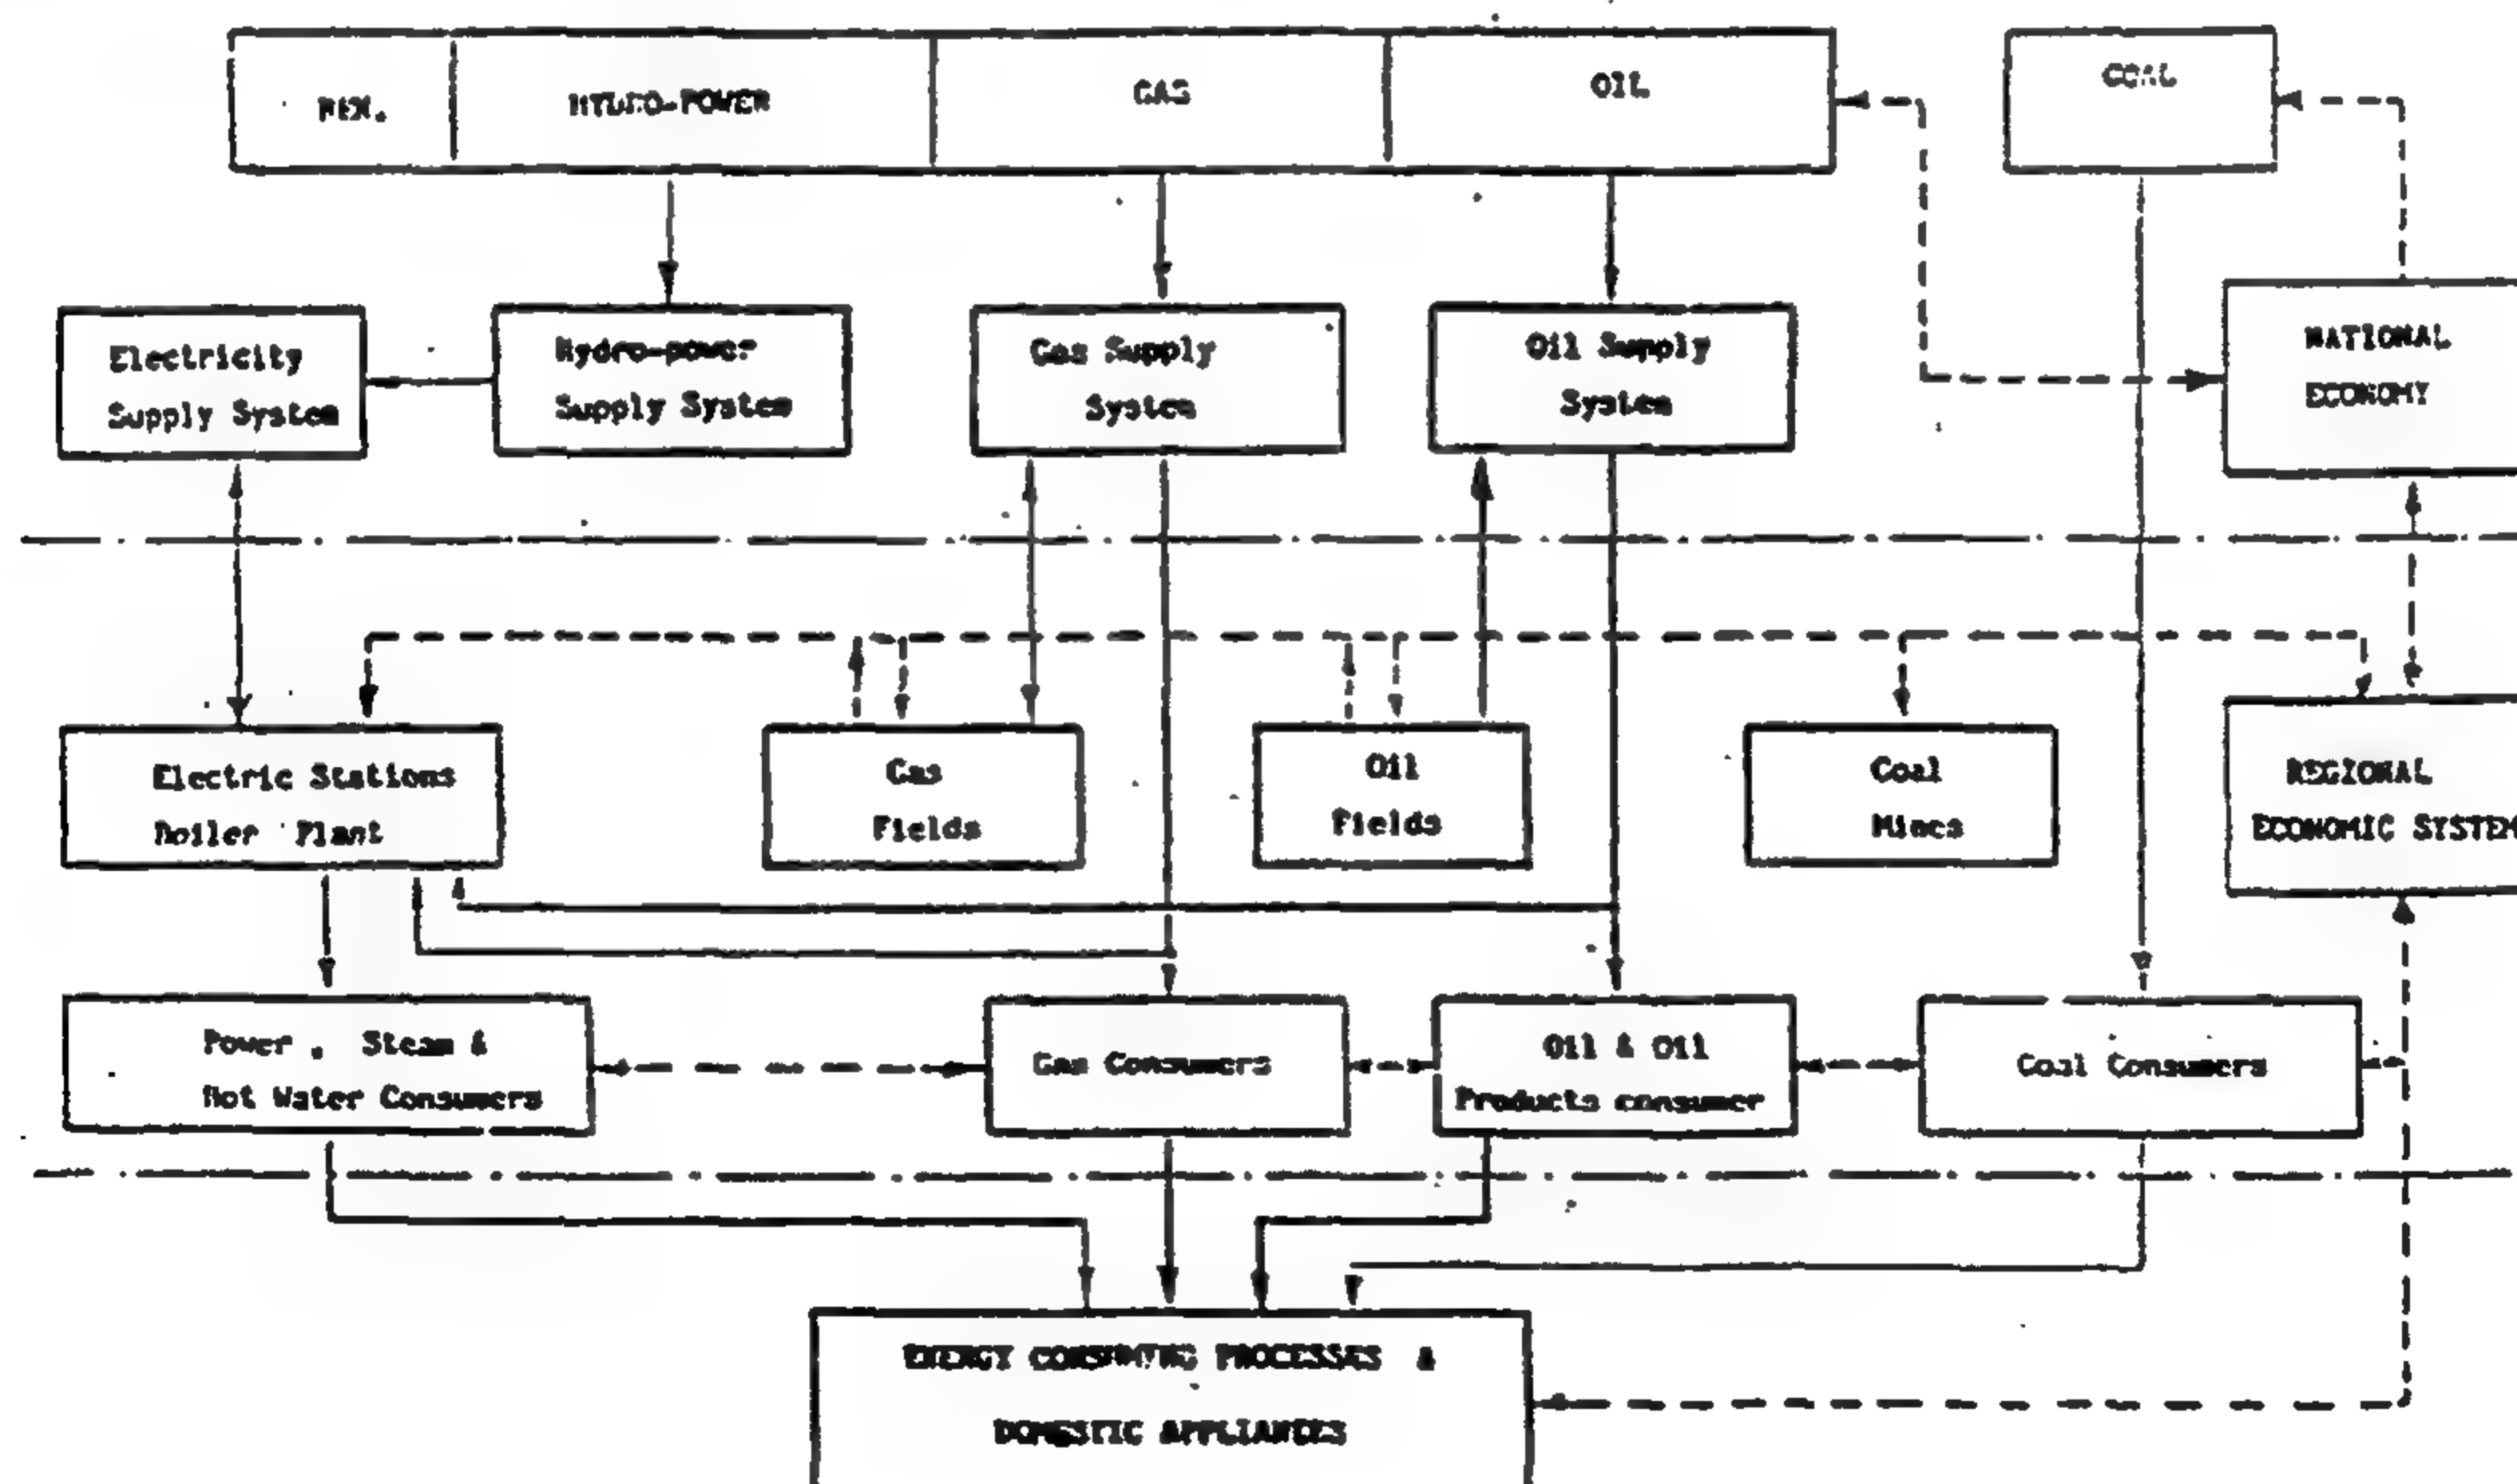 HYDRO-POWER
GAS
OIL
COAL
Electricity
Supply System
Hydro-power
Supply System
Gas Supply
System
Oil Supply
System
NATIONAL
ECONOMY
Electric Stations
Boiler Plant
Gas
Fields
Oil
Fields
Coal
Mines
REGIONAL
ECONOMIC SYSTEM
Power , Steam &
Hot Water Consumers
Gas Consumers
Oil & Oil
Products consumer
Coal Consumers
ENERGY CONSUMING PROCESSES &
DOMESTIC APPLIANCES